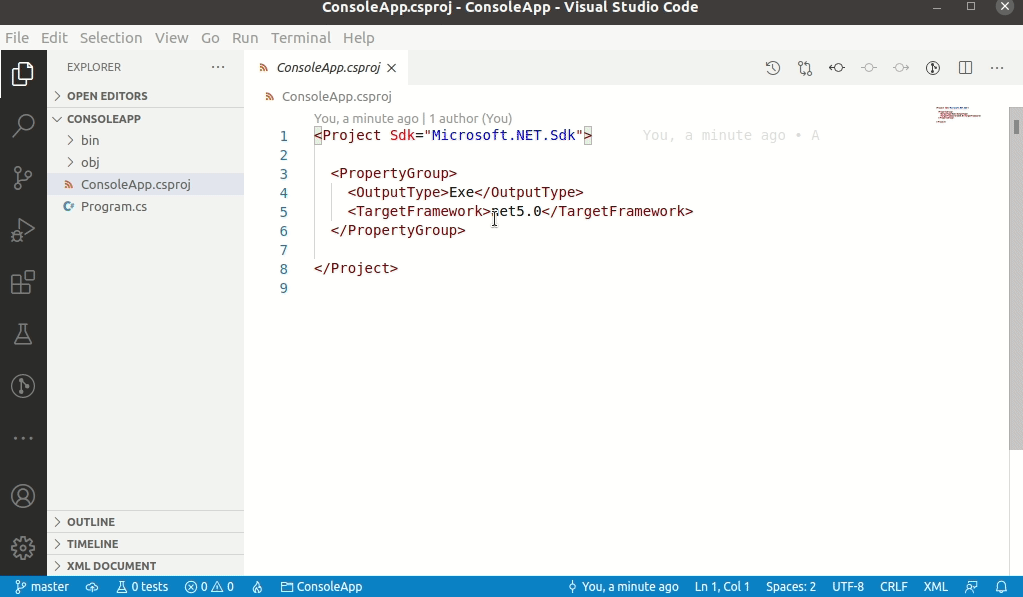 ConsoleApp.csproj - ConsoleApp - Visual Studio Code
File Edit Selection View Go Run Terminal Help
EXPLORER
OPEN EDITORS
CONSOLEAPP
bin
obj
ConsoleApp.csproj
Program.cs
OUTLINE
TIMELINE
XML DOCUMENT
ConsoleApp.csproj
ConsoleApp.csproj
You, a minute ago | 1 author (You)
1 <Project Sdk="Microsoft.NET.Sdk"> You, a minute ago • A
2
3 <PropertyGroup>
4 <OutputType>Exe</OutputType>
5 <TargetFramework>net5.0</TargetFramework>
6 </PropertyGroup>
7
8 </Project>
9
master 0 tests 0 0 ConsoleApp You, a minute ago Ln 1, Col 1 Spaces: 2 UTF-8 CRLF XML